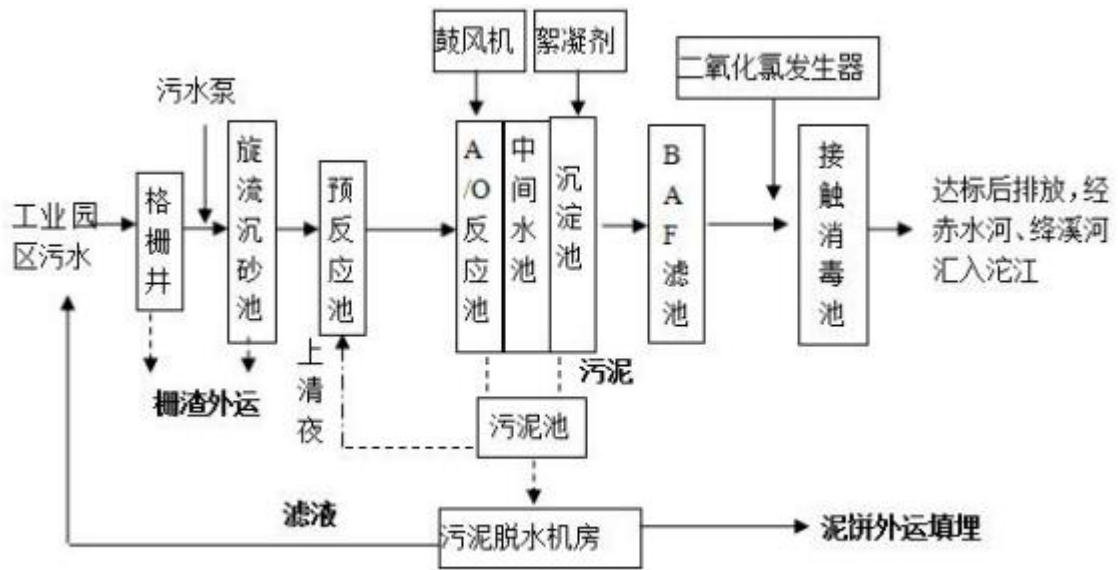 鼓风机
絮凝剂
二氧化氯发生器
污水泵
工业园
区污水
格栅井
旋流沉砂池
预反应池
A/O反应池
中间水池
沉淀池
BAF滤池
接触消毒池
达标后排放，经
赤水河、绛溪河
汇入沱江
栅渣外运
上清夜
污泥
污泥池
滤液
污泥脱水机房
泥饼外运填埋